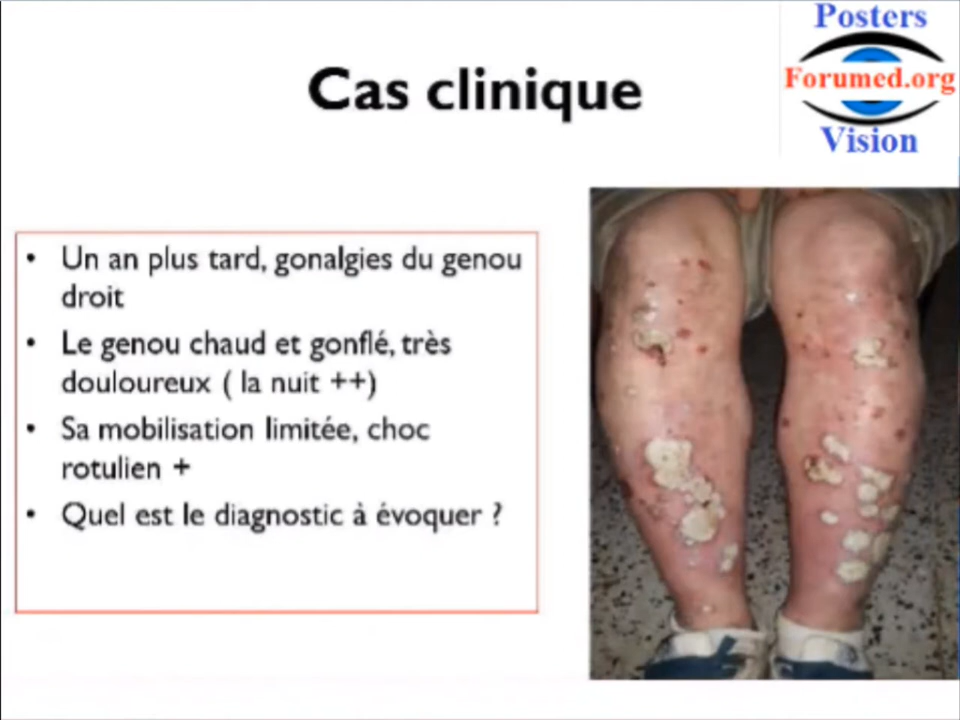 Posters
Forumed.org
Vision
Cas clinique
• Un an plus tard, gonalgies du genou
droit
• Le genou chaud et gonflé, très
douloureux ( la nuit ++)
• Sa mobilisation limitée, choc
rotulien +
• Quel est le diagnostic à évoquer ?